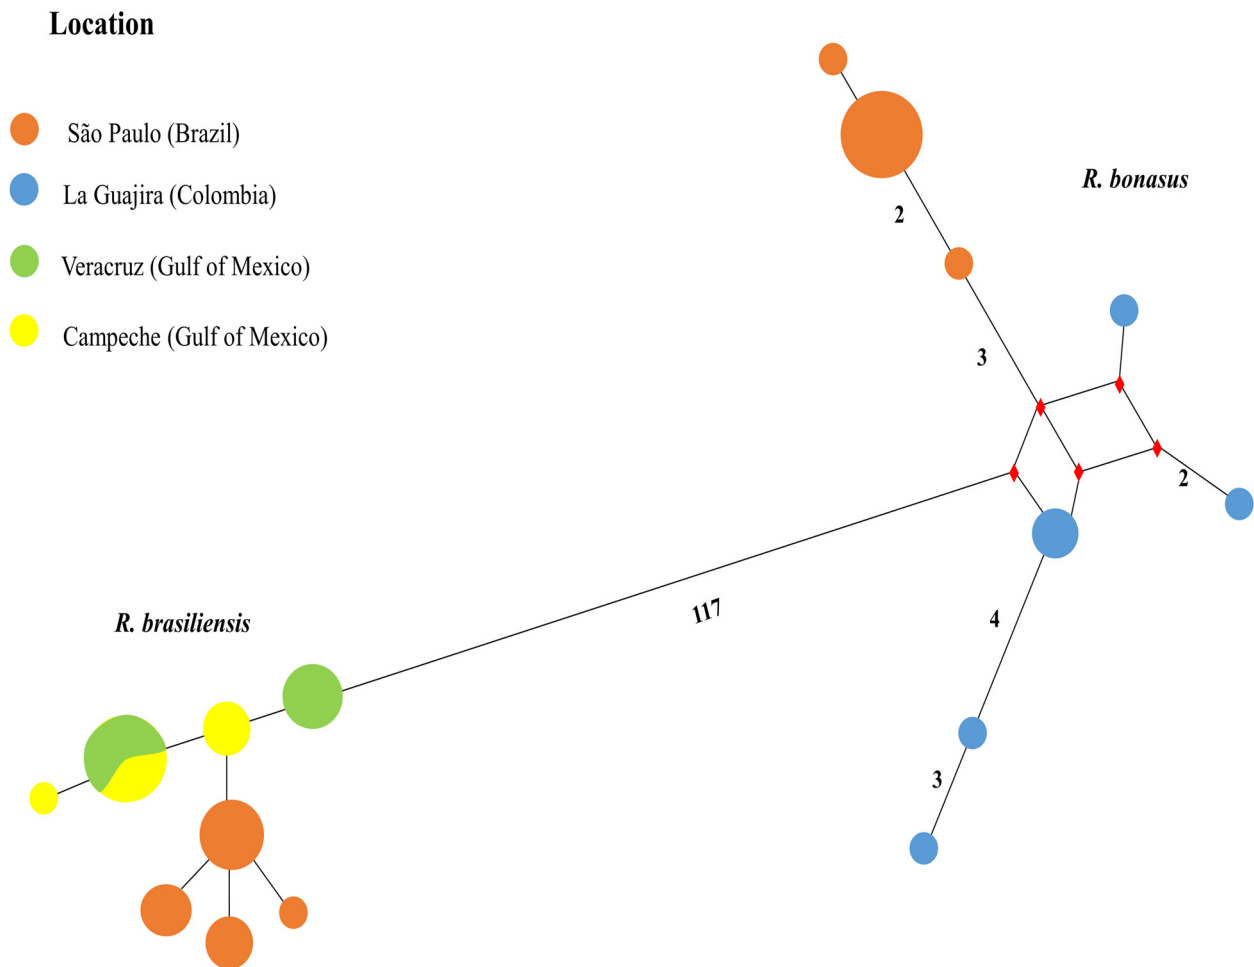 Location
São Paulo (Brazil)
La Guajira (Colombia)
Veracruz (Gulf of Mexico)
Campeche (Gulf of Mexico)
R. bonasus
2
3
2
117
4
3
R. brasiliensis